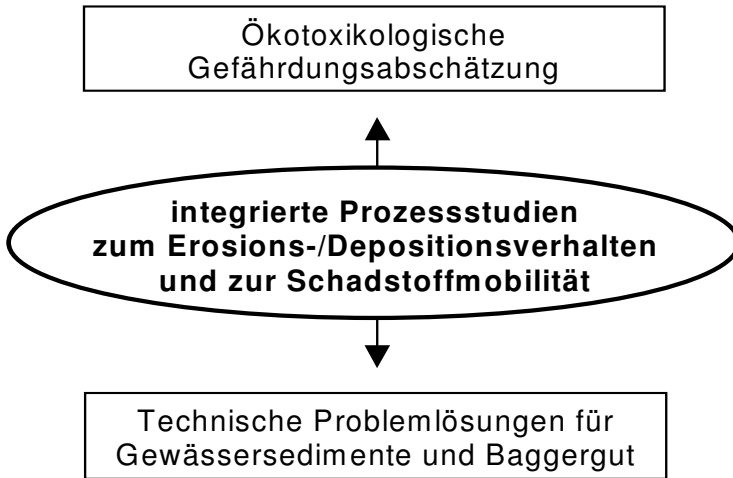 Ökotoxikologische
Gefährdungsabschätzung
integrierte Prozessstudien
zum Erosions-/Depositionsverhalten
und zur Schadstoffmobilität
Technische Problemlösungen für
Gewässersedimente und Baggergut